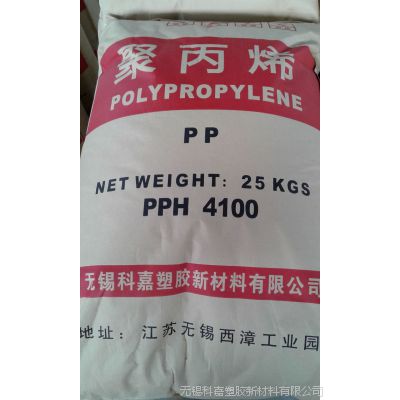 聚丙烯
POLYPROPYLENE
PP
NET WEIGHT: 25 KGS
PPH 4100
无锡科嘉塑胶新材料有限公司
地址: 江苏无锡西漳工业园
无锡科嘉塑胶新材料有限公司